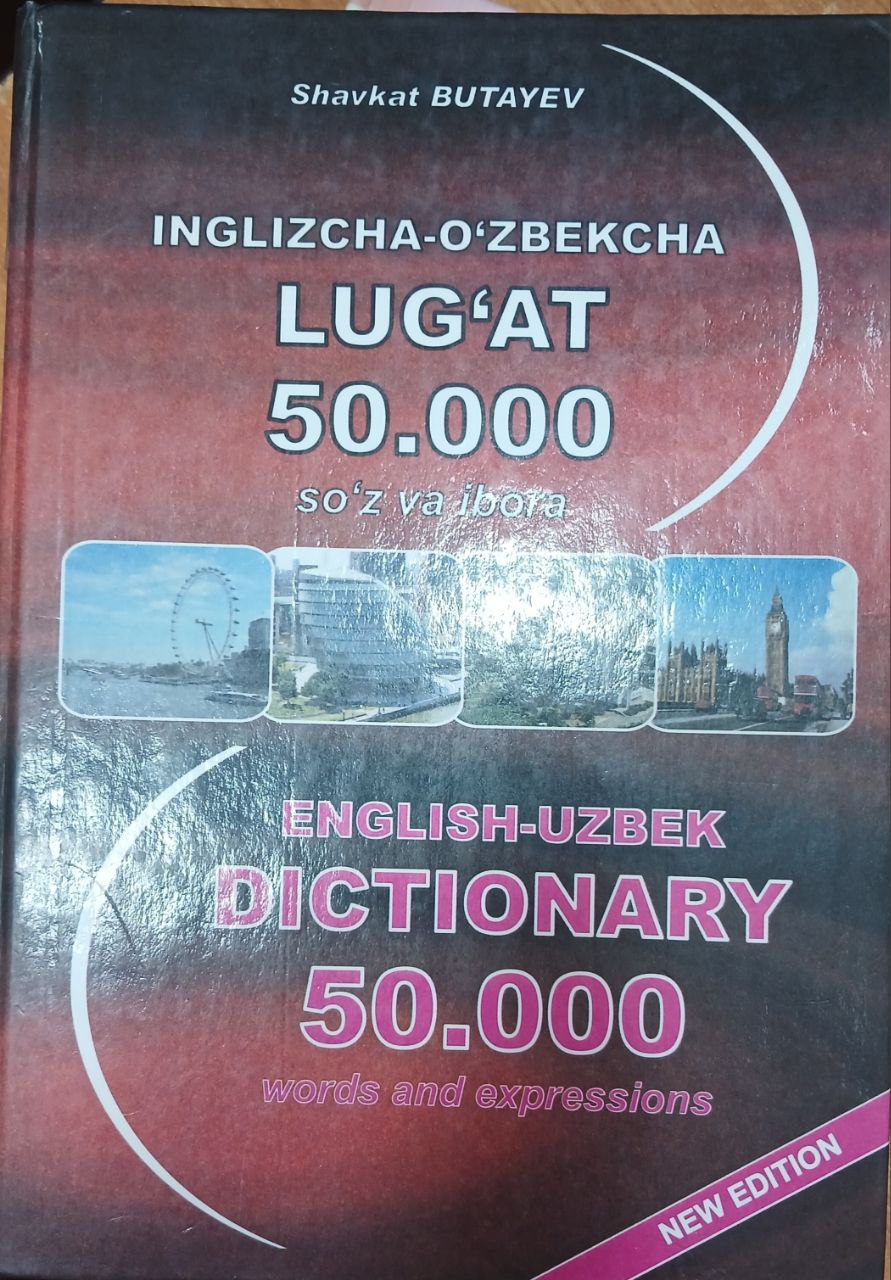 Shavkat BUTAYEV
INGLIZCHA-O‘ZBEKCHA
LUG‘AT
50.000
so‘z va ibora
ENGLISH-UZBEK
DICTIONARY
50.000
words and expressions
NEW EDITION